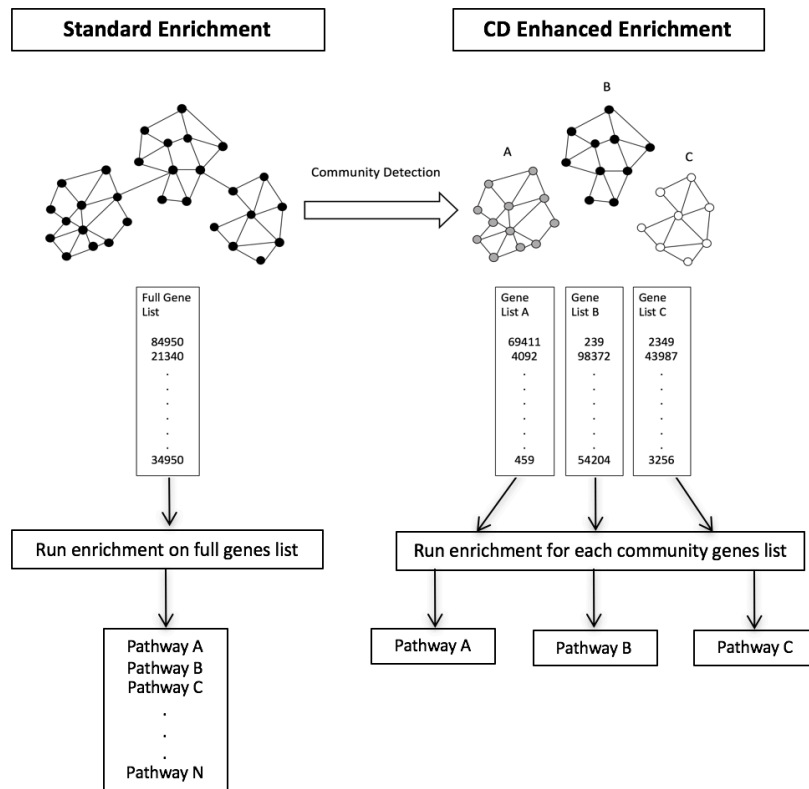 Standard Enrichment
CD Enhanced Enrichment
B
A
C
Community Detection
Full Gene
List
84950
21340
.
.
.
.
.
.
34950
Gene
List A
69411
4092
.
.
.
.
.
.
459
Gene
List B
239
98372
.
.
.
.
.
.
54204
Gene
List C
2349
43987
.
.
.
.
.
.
3256
Run enrichment on full genes list
Run enrichment for each community genes list
Pathway A
Pathway B
Pathway C
.
.
.
Pathway N
Pathway A
Pathway B
Pathway C